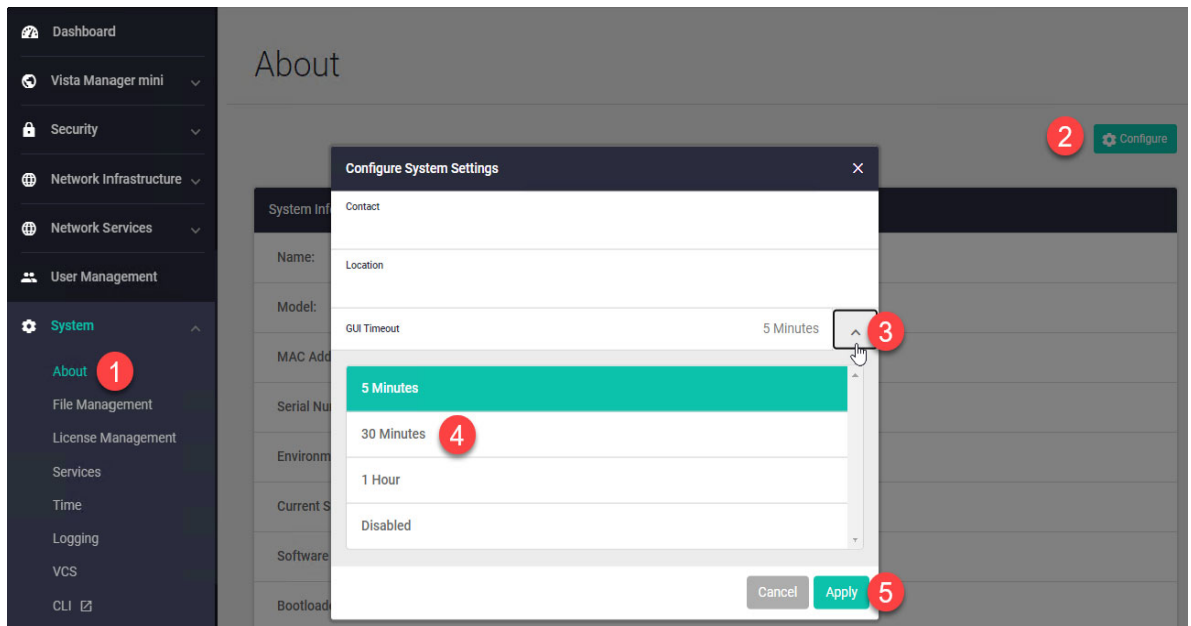 Dashboard
Vista Manager mini
Security
Network Infrastructure
Network Services
User Management
System
About
1
File Management
License Management
Services
Time
Logging
VCS
CLI
About
2
Configure
System Inf
Name:
Model:
MAC Add
Serial Nu
Environm
Current S
Software
Bootload
Configure System Settings
Contact
Location
GUI Timeout
5 Minutes
3
5 Minutes
30 Minutes
4
1 Hour
Disabled
Cancel
Apply
5